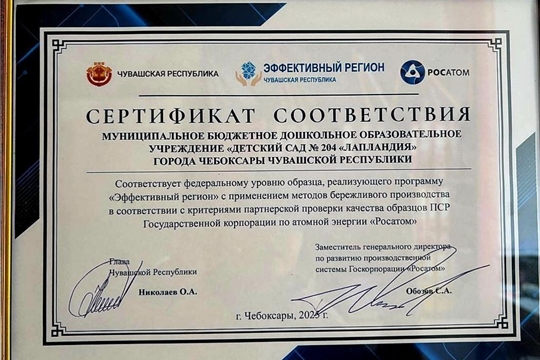 ЧУВАШСКАЯ РЕСПУБЛИКА
ЭФФЕКТИВНЫЙ РЕГИОН
ЧУВАШСКАЯ РЕСПУБЛИКА
РОСАТОМ
СЕРТИФИКАТ СООТВЕТСТВИЯ
МУНИЦИПАЛЬНОЕ БЮДЖЕТНОЕ ДОШКОЛЬНОЕ ОБРАЗОВАТЕЛЬНОЕ
УЧРЕЖДЕНИЕ «ДЕТСКИЙ САД № 204 «ЛАПЛАНДИЯ»
ГОРОДА ЧЕБОКСАРЫ ЧУВАШСКОЙ РЕСПУБЛИКИ
Соответствует федеральному уровню образца, реализующего программу
«Эффективный регион» с применением методов бережливого производства
в соответствии с критериями партнерской проверки качества образцов ПСР
Государственной корпорации по атомной энергии «Росатом»
Глава
Чувашской Республики
Николаев О.А.
Заместитель генерального директора
по развитию производственной
системы Госкорпорации «Росатом»
Обозов С.А.
г. Чебоксары, 2023 г.